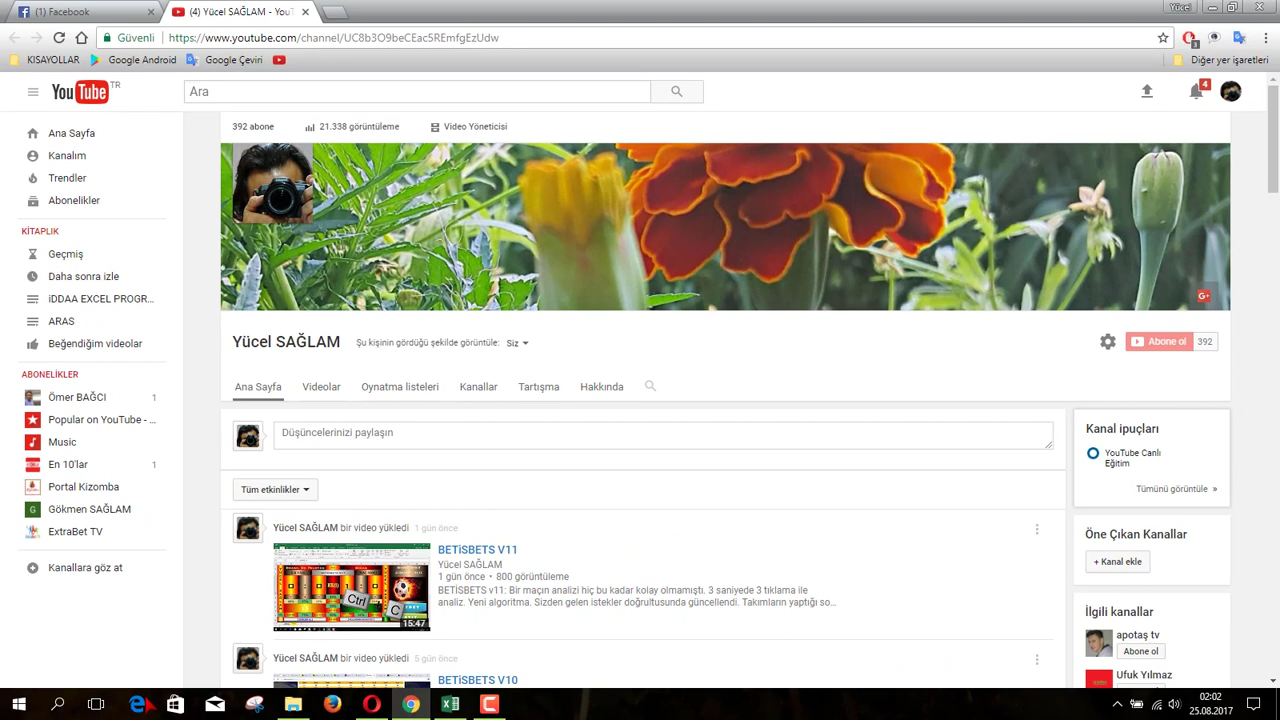 (1) Facebook
(4) Yücel SAĞLAM - YouT
Yücel
Güvenli
https://www.youtube.com/channel/UC8b3O9beCEac5REmfgEzUdw
3
KISAYOLLAR
Google Android
Google Çeviri
Diğer yer işaretleri
YouTube TR
Ara
4
Ana Sayfa
Kanalım
Trendler
Abonelikler
KİTAPLIK
Geçmiş
Daha sonra izle
iDDAA EXCEL PROGR...
ARAS
Beğendiğim videolar
ABONELİKLER
Ömer BAĞCI 1
Popular on YouTube - ...
Music
En 10'lar 1
Portal Kizomba
G Gökmen SAĞLAM
ExtraBet TV
Kanallara göz at
392 abone
21.338 görüntüleme
Video Yöneticisi
G+
Yücel SAĞLAM
Şu kişinin gördüğü şekilde görüntüle: Siz
Abone ol 392
Ana Sayfa
Videolar
Oynatma listeleri
Kanallar
Tartışma
Hakkında
Düşüncelerinizi paylaşın
Tüm etkinlikler
Yücel SAĞLAM bir video yükledi 1 gün önce
Ctrl
C
15:47
BETiSBETS V11
Yücel SAĞLAM
1 gün önce • 800 görüntüleme
BETİSBETS v11: Bir maçın analizi hiç bu kadar kolay olmamıştı. 3 saniyede 3 tıklama ile
analiz. Yeni algoritma. Sizden gelen istekler doğrultusunda güncellendi. Takımların yaptığı so...
Yücel SAĞLAM bir video yükledi 5 gün önce
BETİSBETS V10
Kanal ipuçları
YouTube Canlı
Eğitim
Tümünü görüntüle »
Öne Çıkan Kanallar
+ Kanal ekle
İlgili kanallar
apotaş tv
Abone ol
Ufuk Yılmaz
02:02
25.08.2017